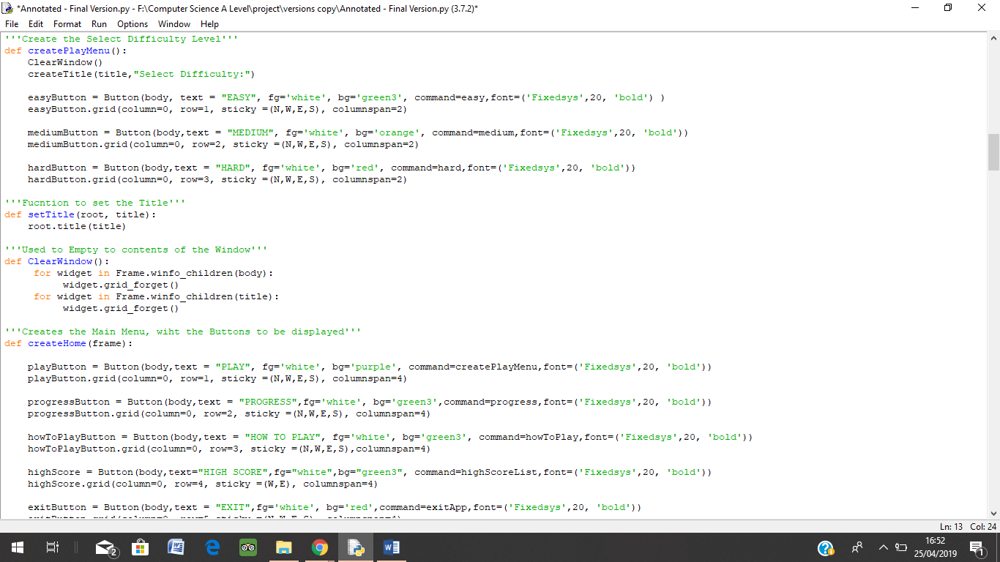 *Annotated - Final Version.py - F:\Computer Science A Level\project\versions copy\Annotated - Final Version.py (3.7.2)*
File Edit Format Run Options Window Help
'''Create the Select Difficulty Level'''
def createPlayMenu():
    ClearWindow()
    createTitle(title,"Select Difficulty:")
    easyButton = Button(body, text = "EASY", fg='white', bg='green3', command=easy,font=('Fixedsys',20, 'bold') )
    easyButton.grid(column=0, row=1, sticky =(N,W,E,S), columnspan=2)
    mediumButton = Button(body,text = "MEDIUM", fg='white', bg='orange', command=medium,font=('Fixedsys',20, 'bold'))
    mediumButton.grid(column=0, row=2, sticky =(N,W,E,S), columnspan=2)
    hardButton = Button(body,text = "HARD", fg='white', bg='red', command=hard,font=('Fixedsys',20, 'bold'))
    hardButton.grid(column=0, row=3, sticky =(N,W,E,S), columnspan=2)
'''Fucntion to set the Title'''
def setTitle(root, title):
    root.title(title)
'''Used to Empty to contents of the Window'''
def ClearWindow():
     for widget in Frame.winfo_children(body):
          widget.grid_forget()
     for widget in Frame.winfo_children(title):
          widget.grid_forget()
'''Creates the Main Menu, wiht the Buttons to be displayed'''
def createHome(frame):
    playButton = Button(body,text = "PLAY", fg='white', bg='purple', command=createPlayMenu,font=('Fixedsys',20, 'bold'))
    playButton.grid(column=0, row=1, sticky =(N,W,E,S), columnspan=4)
    progressButton = Button(body,text = "PROGRESS",fg='white', bg='green3',command=progress,font=('Fixedsys',20, 'bold'))
    progressButton.grid(column=0, row=2, sticky =(N,W,E,S), columnspan=4)
    howToPlayButton = Button(body,text = "HOW TO PLAY", fg='white', bg='green3', command=howToPlay,font=('Fixedsys',20, 'bold'))
    howToPlayButton.grid(column=0, row=3, sticky =(N,W,E,S),columnspan=4)
    highScore = Button(body,text="HIGH SCORE",fg="white",bg="green3", command=highScoreList,font=('Fixedsys',20, 'bold'))
    highScore.grid(column=0, row=4, sticky =(W,E), columnspan=4)
    exitButton = Button(body,text = "EXIT",fg='white', bg='red',command=exitApp,font=('Fixedsys',20, 'bold'))
Ln: 13 Col: 24
2
16:52
25/04/2019
1